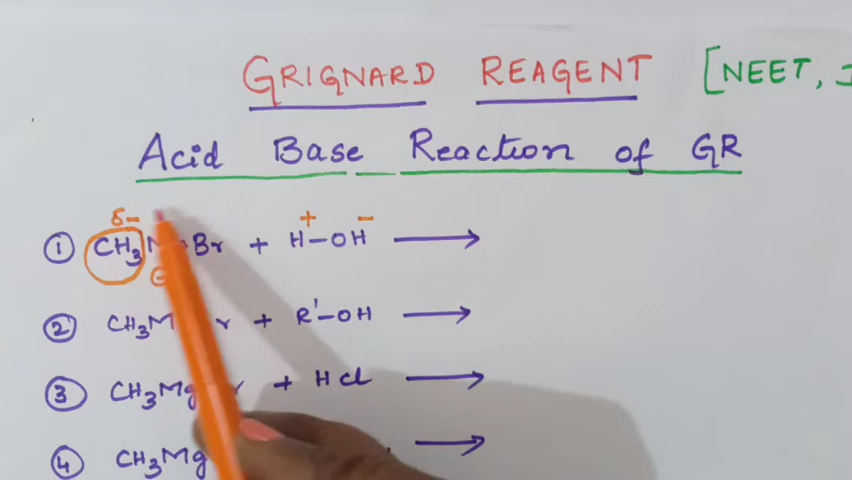 GRIGNARD REAGENT [NEET,
Acid Base Reaction of GR
δ- + -
① CH₃ Br + H-OH →
② CH₃M r + R'-OH →
③ CH₃Mg r + HCl →
④ CH₃Mg →